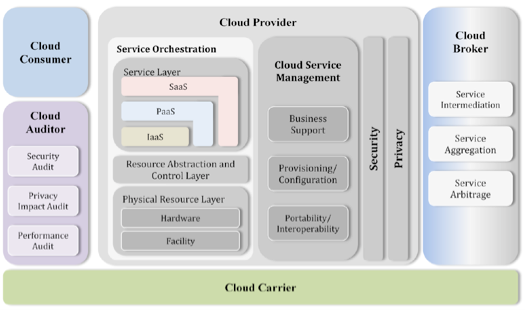 Cloud
Consumer
Cloud
Auditor
Security
Audit
Privacy
Impact Audit
Performance
Audit
Cloud Provider
Service Orchestration
Service Layer
SaaS
PaaS
IaaS
Resource Abstraction and
Control Layer
Physical Resource Layer
Hardware
Facility
Cloud Service
Management
Business
Support
Provisioning/
Configuration
Portability/
Interoperability
Security
Privacy
Cloud
Broker
Service
Intermediation
Service
Aggregation
Service
Arbitrage
Cloud Carrier